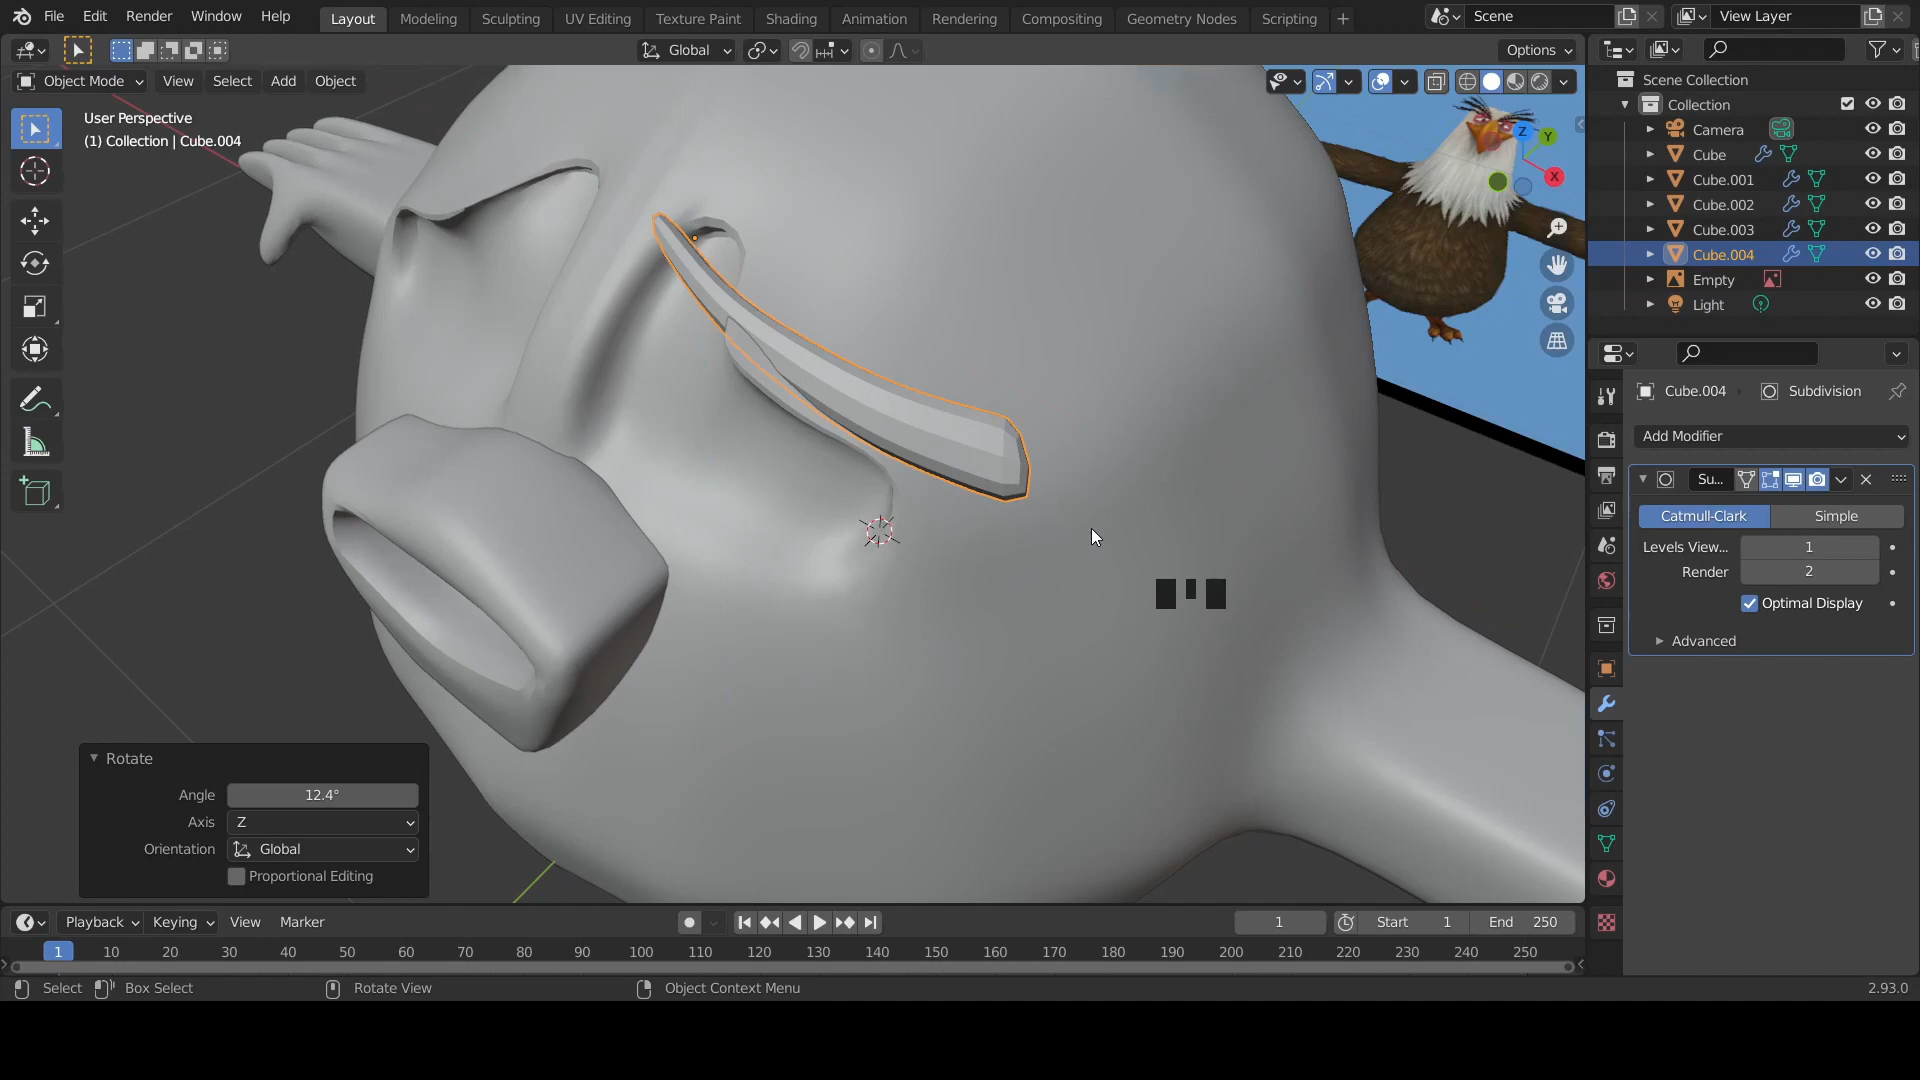 File Edit Render Window Help Layout Modeling Sculpting UV Editing Texture Paint Shading Animation Rendering Compositing Geometry Nodes Scripting + Scene View Layer
Global Options
Object Mode View Select Add Object
User Perspective
(1) Collection | Cube.004
Z Y
X
Scene Collection
Collection
Camera
Cube
Cube.001
Cube.002
Cube.003
Cube.004
Empty
Light
Cube.004 Subdivision
Add Modifier
Su...
Catmull-Clark Simple
Levels View... 1
Render 2
Optimal Display
Advanced
Rotate
Angle 12.4°
Axis Z
Orientation Global
Proportional Editing
Playback Keying View Marker 1 Start 1 End 250
1 10 20 30 40 50 60 70 80 90 100 110 120 130 140 150 160 170 180 190 200 210 220 230 240 250
Select Box Select Rotate View Object Context Menu 2.93.0